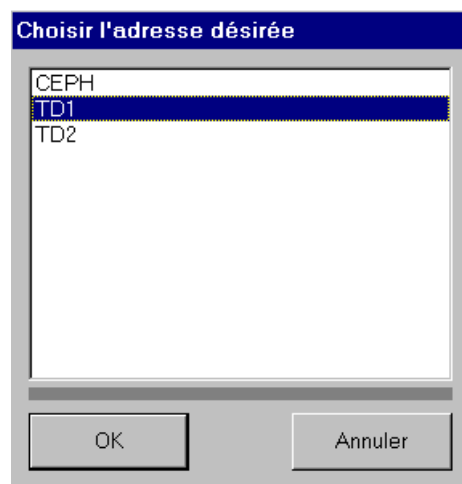 Choisir l'adresse désirée
CEPH
TD1
TD2
OK
Annuler